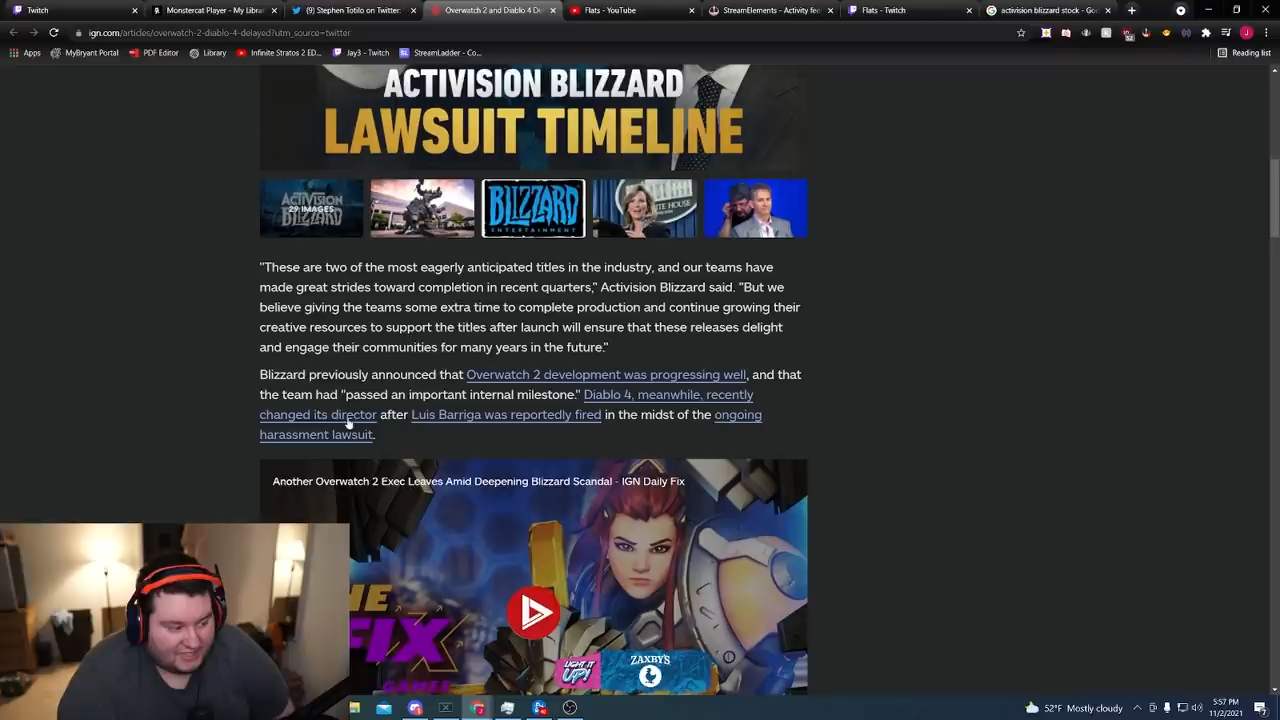 Twitch
Monstercat Player - My Library
(9) Stephen Totilo on Twitter:
Overwatch 2 and Diablo 4 De
Flats - YouTube
StreamElements - Activity fee
Flats - Twitch
activision blizzard stock - Goo
ign.com/articles/overwatch-2-diablo-4-delayed?utm_source=twitter
Apps
MyBryant Portal
PDF Editor
Library
Infinite Stratos 2 ED...
Jay3 - Twitch
StreamLadder - Co...
Reading list
ACTIVISION BLIZZARD
LAWSUIT TIMELINE
ACTIVISION
BLIZZARD
29 IMAGES
BLIZZARD
ENTERTAINMENT
"These are two of the most eagerly anticipated titles in the industry, and our teams have
made great strides toward completion in recent quarters," Activision Blizzard said. "But we
believe giving the teams some extra time to complete production and continue growing their
creative resources to support the titles after launch will ensure that these releases delight
and engage their communities for many years in the future."
Blizzard previously announced that Overwatch 2 development was progressing well, and that
the team had "passed an important internal milestone." Diablo 4, meanwhile, recently
changed its director after Luis Barriga was reportedly fired in the midst of the ongoing
harassment lawsuit.
Another Overwatch 2 Exec Leaves Amid Deepening Blizzard Scandal - IGN Daily Fix
FIX
GAMES
LIGHT IT
UP!
ZAXBY'S
52°F Mostly cloudy
5:57 PM
11/2/2021